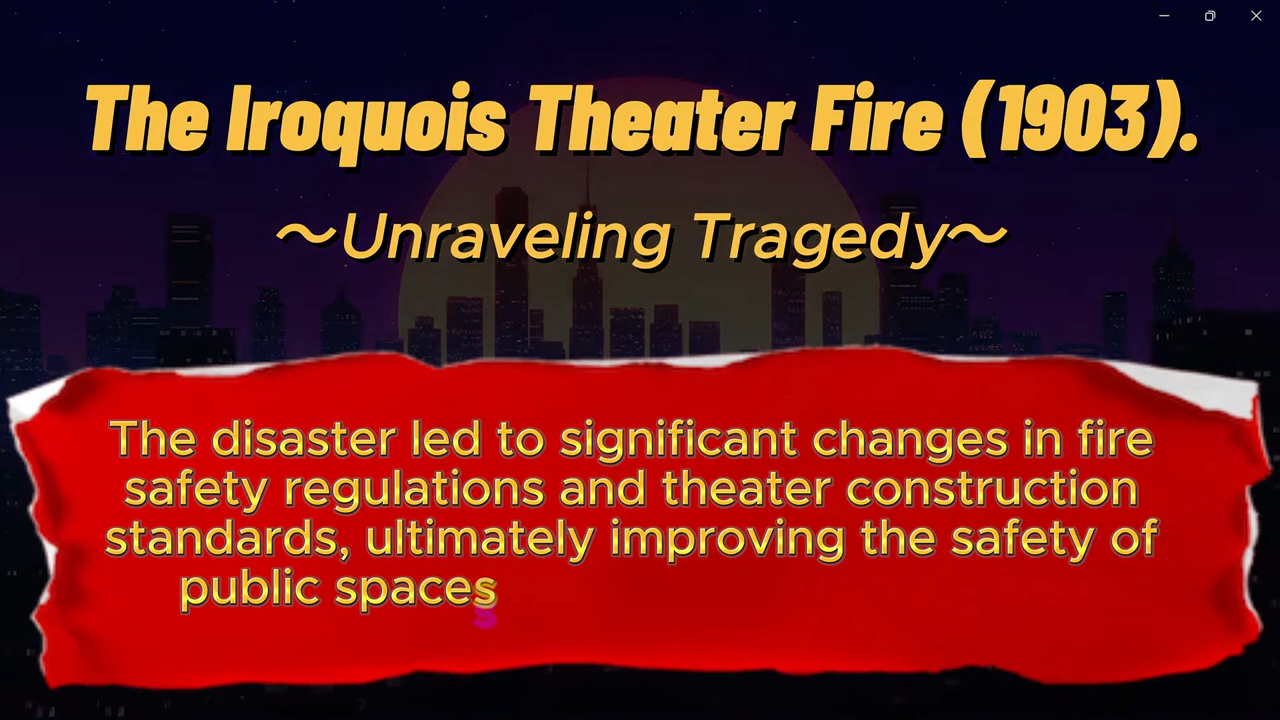 The Iroquois Theater Fire (1903).
～Unraveling Tragedy～
The disaster led to significant changes in fire
safety regulations and theater construction
standards, ultimately improving the safety of
public spaces